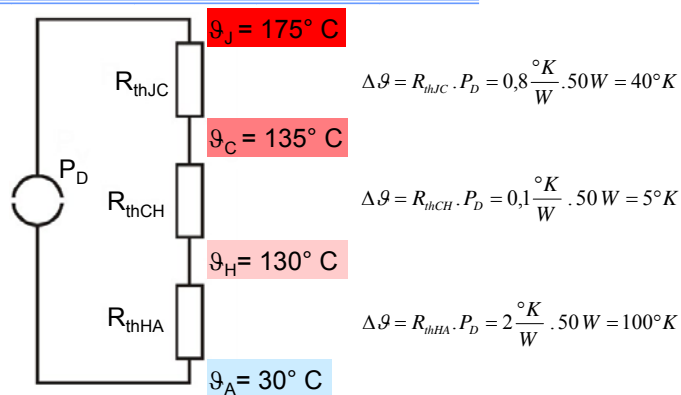 ϑJ = 175° C
RthJC
Δϑ = RthJC . PD = 0,8 °K/W . 50W = 40°K
ϑC = 135° C
PD
RthCH
Δϑ = RthCH . PD = 0,1 °K/W . 50 W = 5°K
ϑH = 130° C
RthHA
Δϑ = RthHA . PD = 2 °K/W . 50 W = 100°K
ϑA= 30° C